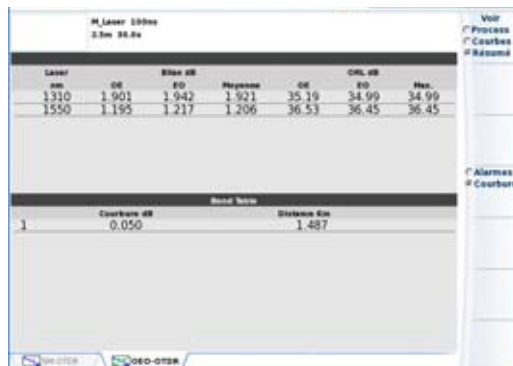 M_Laser 100ns
2.5m 30.0s
Voir
Process
Courbes
Résumé
Laser Bilan dB ORL dB
nm OE EO Moyenne OE EO Max.
1310 1.901 1.942 1.921 35.19 34.99 34.99
1550 1.195 1.217 1.206 36.53 36.45 36.45
Alarmes
Courbure
Bend Table
Courbure dB Distance Km
1 0.050 1.487
SM-OTDR OEO-OTDR